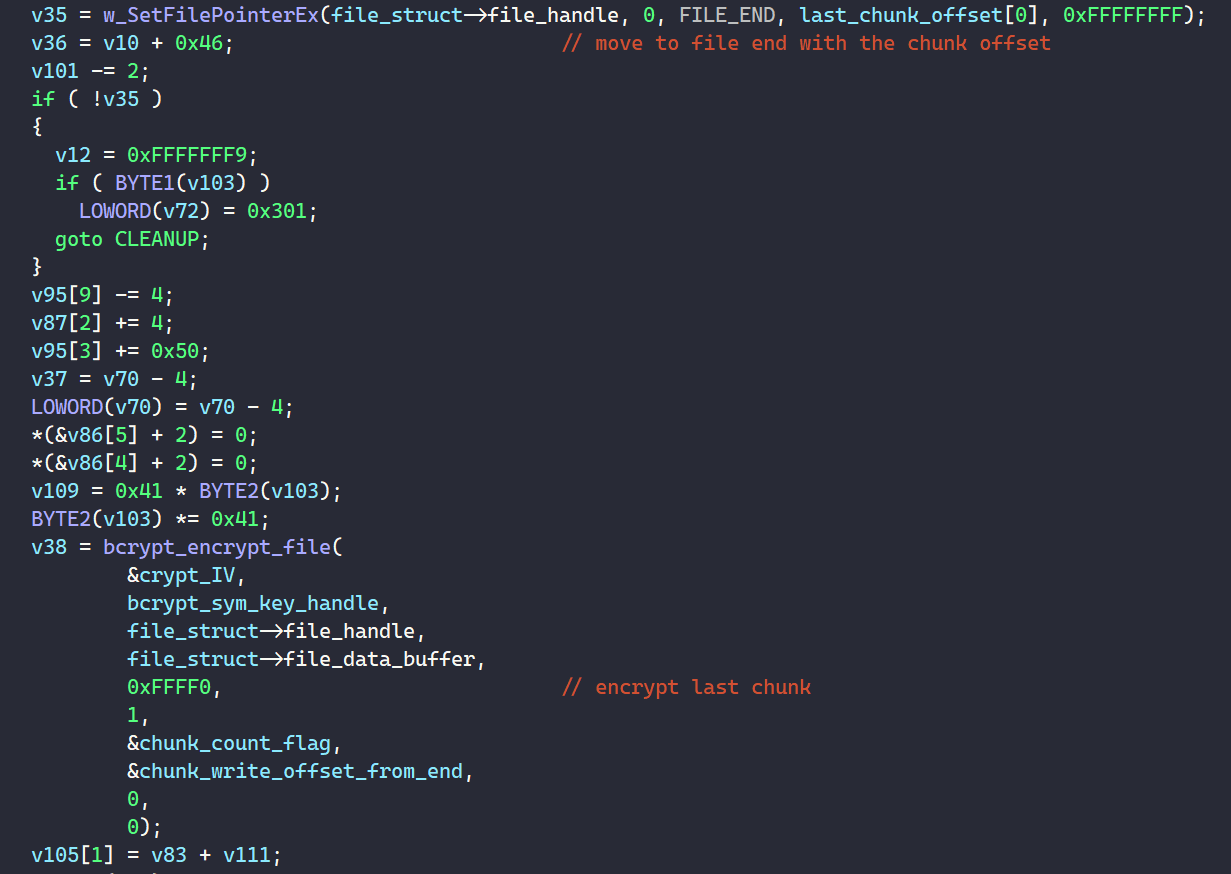 v35 = w_SetFilePointerEx(file_struct->file_handle, 0, FILE_END, last_chunk_offset[0], 0xFFFFFFFF);
v36 = v10 + 0x46; // move to file end with the chunk offset
v101 -= 2;
if ( !v35 )
{
v12 = 0xFFFFFFF9;
if ( BYTE1(v103) )
LOWORD(v72) = 0x301;
goto CLEANUP;
}
v95[9] -= 4;
v87[2] += 4;
v95[3] += 0x50;
v37 = v70 - 4;
LOWORD(v70) = v70 - 4;
*(&v86[5] + 2) = 0;
*(&v86[4] + 2) = 0;
v109 = 0x41 * BYTE2(v103);
BYTE2(v103) *= 0x41;
v38 = bcrypt_encrypt_file(
&crypt_IV,
bcrypt_sym_key_handle,
file_struct->file_handle,
file_struct->file_data_buffer,
0xFFFF0, // encrypt last chunk
1,
&chunk_count_flag,
&chunk_write_offset_from_end,
0,
0);
v105[1] = v83 + v111;